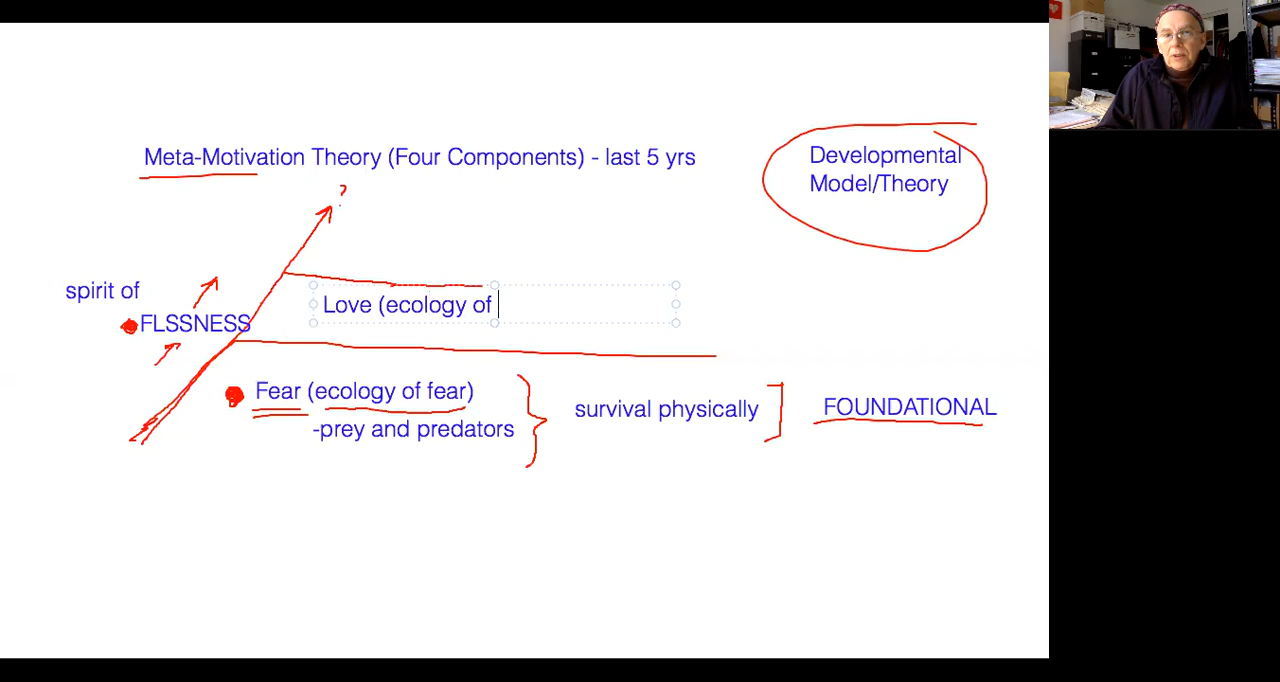 Meta-Motivation Theory (Four Components) - last 5 yrs
Developmental
Model/Theory
?
spirit of
FLSSNESS
Love (ecology of
Fear (ecology of fear)
-prey and predators
survival physically
FOUNDATIONAL